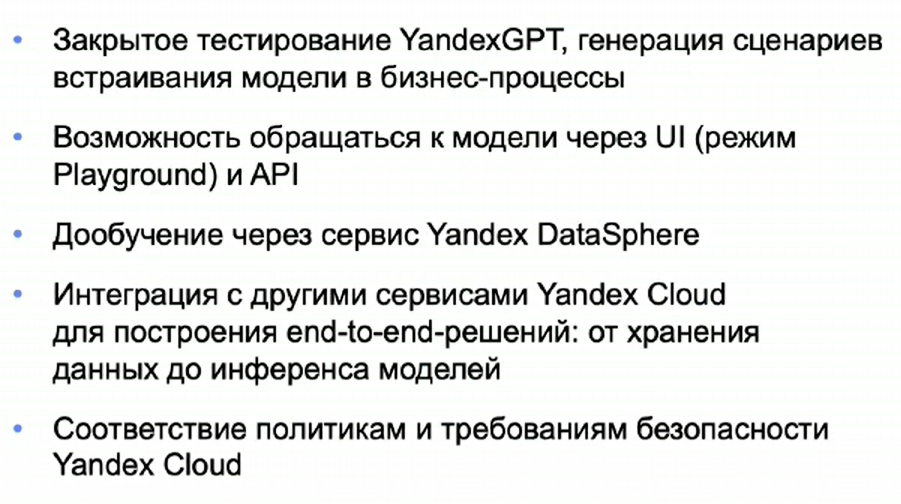 • Закрытое тестирование YandexGPT, генерация сценариев
встраивания модели в бизнес-процессы
• Возможность обращаться к модели через UI (режим
Playground) и API
• Дообучение через сервис Yandex DataSphere
• Интеграция с другими сервисами Yandex Cloud
для построения end-to-end-решений: от хранения
данных до инференса моделей
• Соответствие политикам и требованиям безопасности
Yandex Cloud